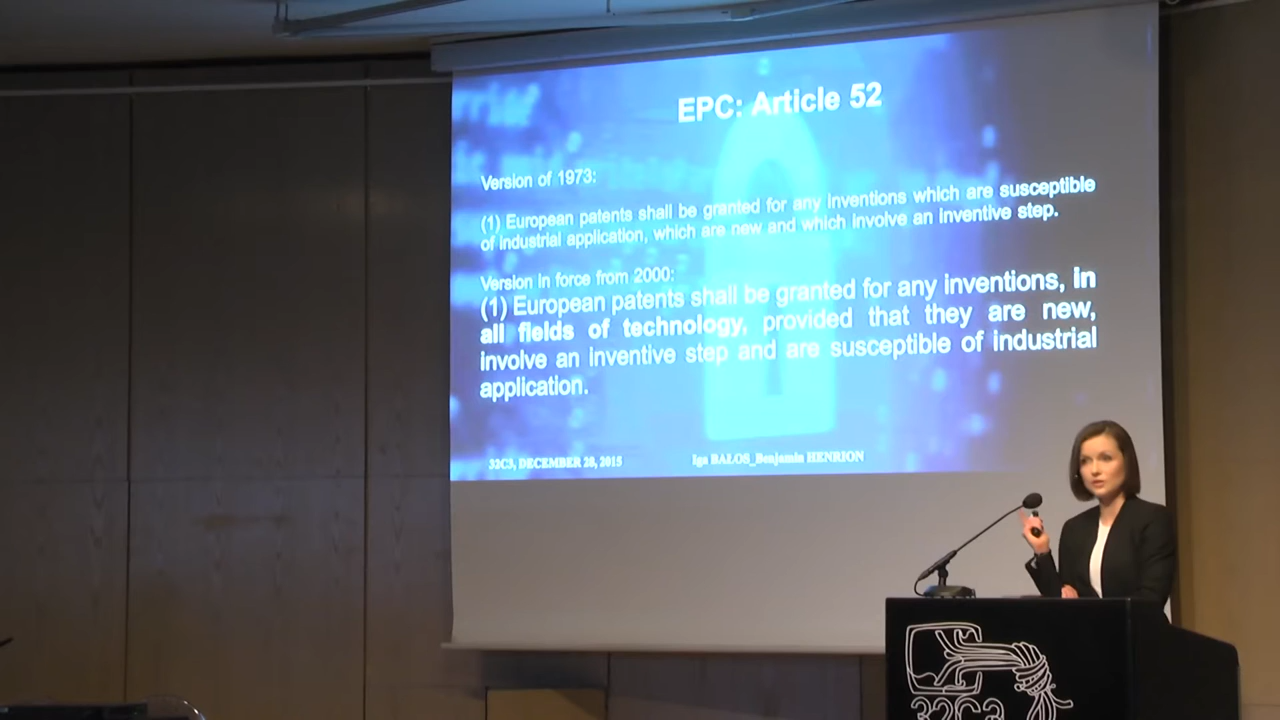 EPC: Article 52
Version of 1973:
(1) European patents shall be granted for any inventions which are susceptible
of industrial application, which are new and which involve an inventive step.
Version in force from 2000:
(1) European patents shall be granted for any inventions, in
all fields of technology, provided that they are new,
involve an inventive step and are susceptible of industrial
application.
32C3, DECEMBER 28, 2015
Iga BAŁOS_Benjamin HENRION
32C3